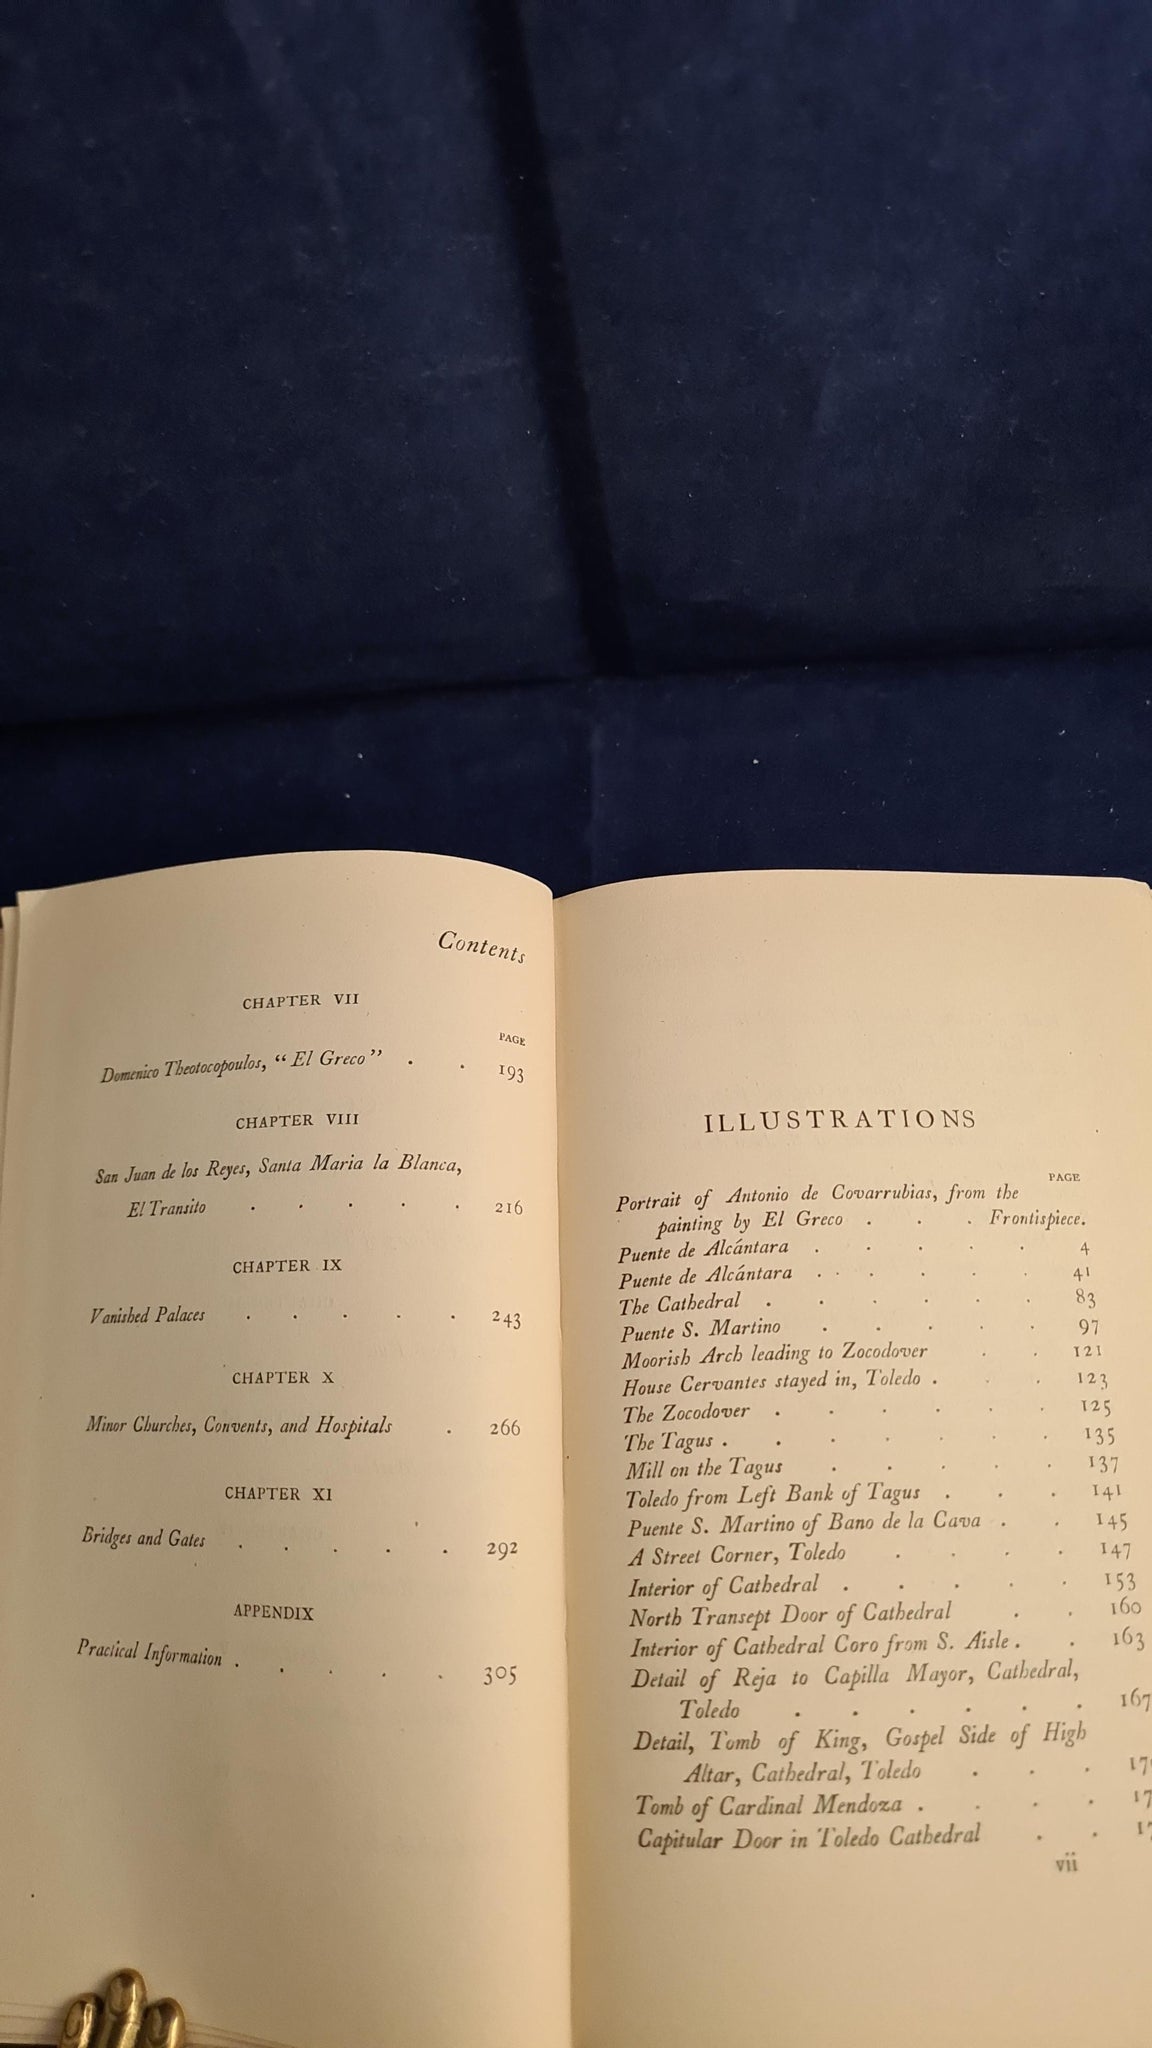 Contents
CHAPTER VII
PAGE
Domenico Theotocopoulos, “El Greco” . . 193
CHAPTER VIII
San Juan de los Reyes, Santa Maria la Blanca,
El Transito . . . . . 216
CHAPTER IX
Vanished Palaces . . . . . 243
CHAPTER X
Minor Churches, Convents, and Hospitals . 266
CHAPTER XI
Bridges and Gates . . . . . 292
APPENDIX
Practical Information . . . . . 305
ILLUSTRATIONS
PAGE
Portrait of Antonio de Covarrubias, from the
painting by El Greco . . . Frontispiece.
Puente de Alcántara . . . . . 4
Puente de Alcántara . . . . . 41
The Cathedral . . . . . . 83
Puente S. Martino . . . . . 97
Moorish Arch leading to Zocodover . . 121
House Cervantes stayed in, Toledo . . . 123
The Zocodover . . . . . . 125
The Tagus . . . . . . . 135
Mill on the Tagus . . . . . 137
Toledo from Left Bank of Tagus . . . 141
Puente S. Martino of Bano de la Cava . . 145
A Street Corner, Toledo . . . . 147
Interior of Cathedral . . . . . 153
North Transept Door of Cathedral . . 160
Interior of Cathedral Coro from S. Aisle . . 163
Detail of Reja to Capilla Mayor, Cathedral,
Toledo . . . . . . 167
Detail, Tomb of King, Gospel Side of High
Altar, Cathedral, Toledo . . .
Tomb of Cardinal Mendoza . . . .
Capitular Door in Toledo Cathedral . .
vii